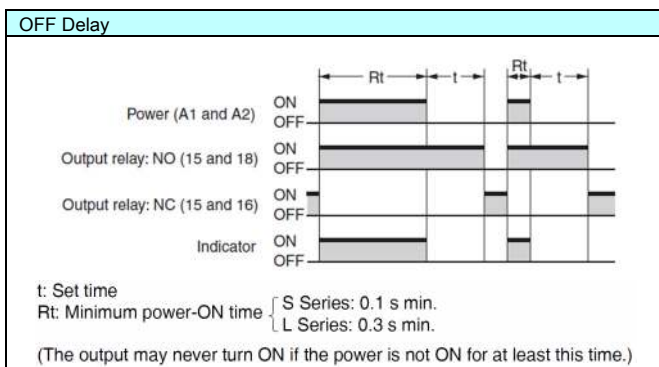 OFF Delay
Rt t Rt t
Power (A1 and A2) ON
OFF
Output relay: NO (15 and 18) ON
OFF
Output relay: NC (15 and 16) ON
OFF
Indicator ON
OFF
t: Set time
Rt: Minimum power-ON time
S Series: 0.1 s min.
L Series: 0.3 s min.
(The output may never turn ON if the power is not ON for at least this time.)